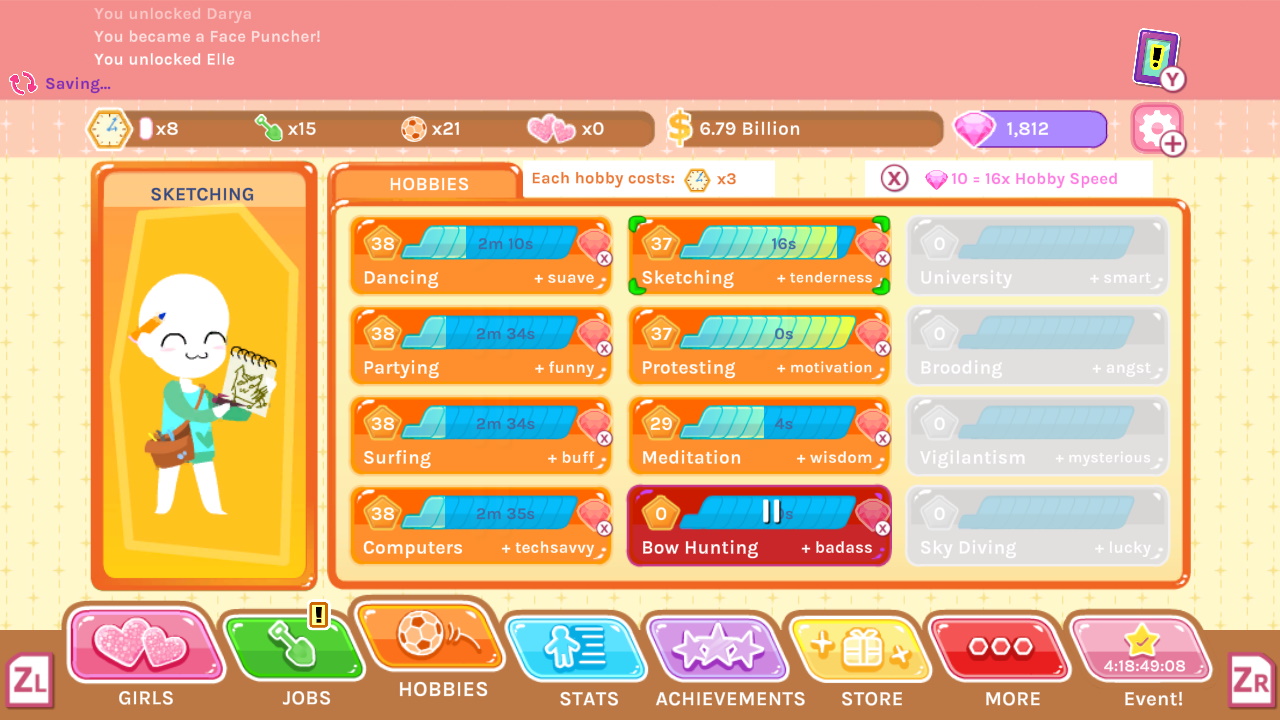 You unlocked Darya
You became a Face Puncher!
You unlocked Elle
Saving...
Y
x8 x15 x21 x0 $ 6.79 Billion 1,812
+
SKETCHING
HOBBIES
Each hobby costs: x3
X 10 = 16x Hobby Speed
38 2m 10s X
Dancing + suave
37 16s X
Sketching + tenderness
0
University + smart
38 2m 34s X
Partying + funny
37 0s X
Protesting + motivation
0
Brooding + angst
38 2m 34s X
Surfing + buff
29 4s X
Meditation + wisdom
0
Vigilantism + mysterious
38 2m 35s X
Computers + techsavvy
0 s X
Bow Hunting + badass
0
Sky Diving + lucky
ZL
GIRLS
JOBS
HOBBIES
STATS
ACHIEVEMENTS
STORE
MORE
4:18:49:08
Event!
ZR